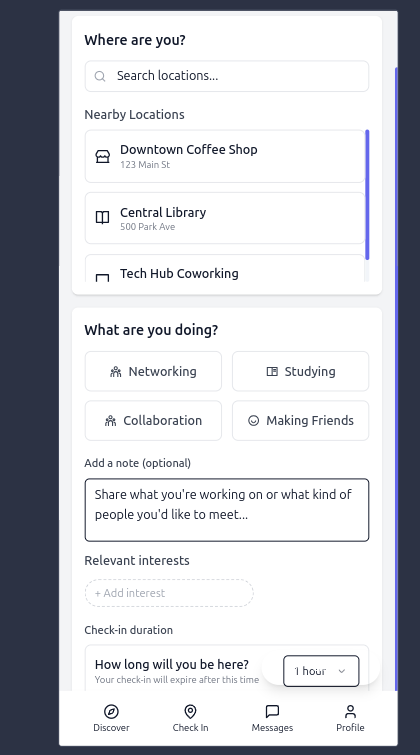 Where are you?
Search locations...
Nearby Locations
Downtown Coffee Shop
123 Main St
Central Library
500 Park Ave
Tech Hub Coworking
What are you doing?
Networking
Studying
Collaboration
Making Friends
Add a note (optional)
Share what you're working on or what kind of
people you'd like to meet...
Relevant interests
+ Add interest
Check-in duration
How long will you be here?
1 hour
Your check-in will expire after this time
Discover
Check In
Messages
Profile